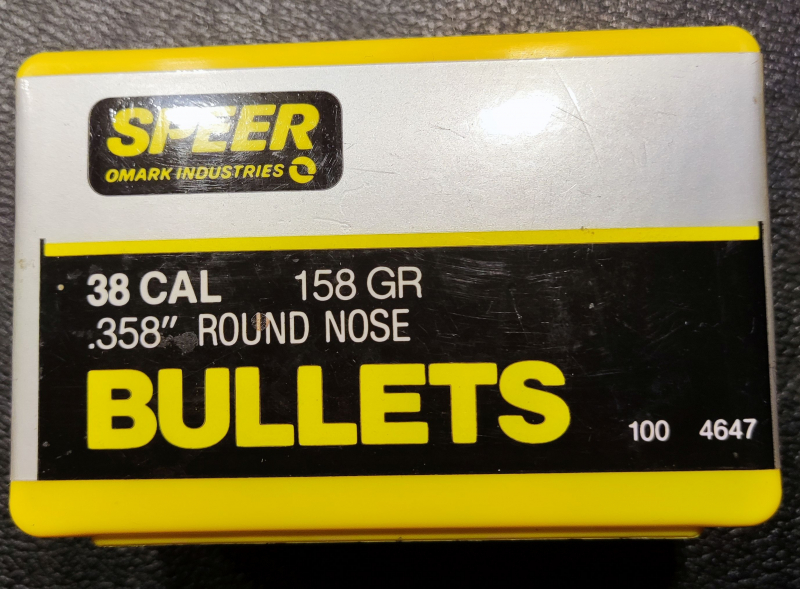 SPEER
OMARK INDUSTRIES
38 CAL 158 GR
.358" ROUND NOSE
BULLETS
100 4647